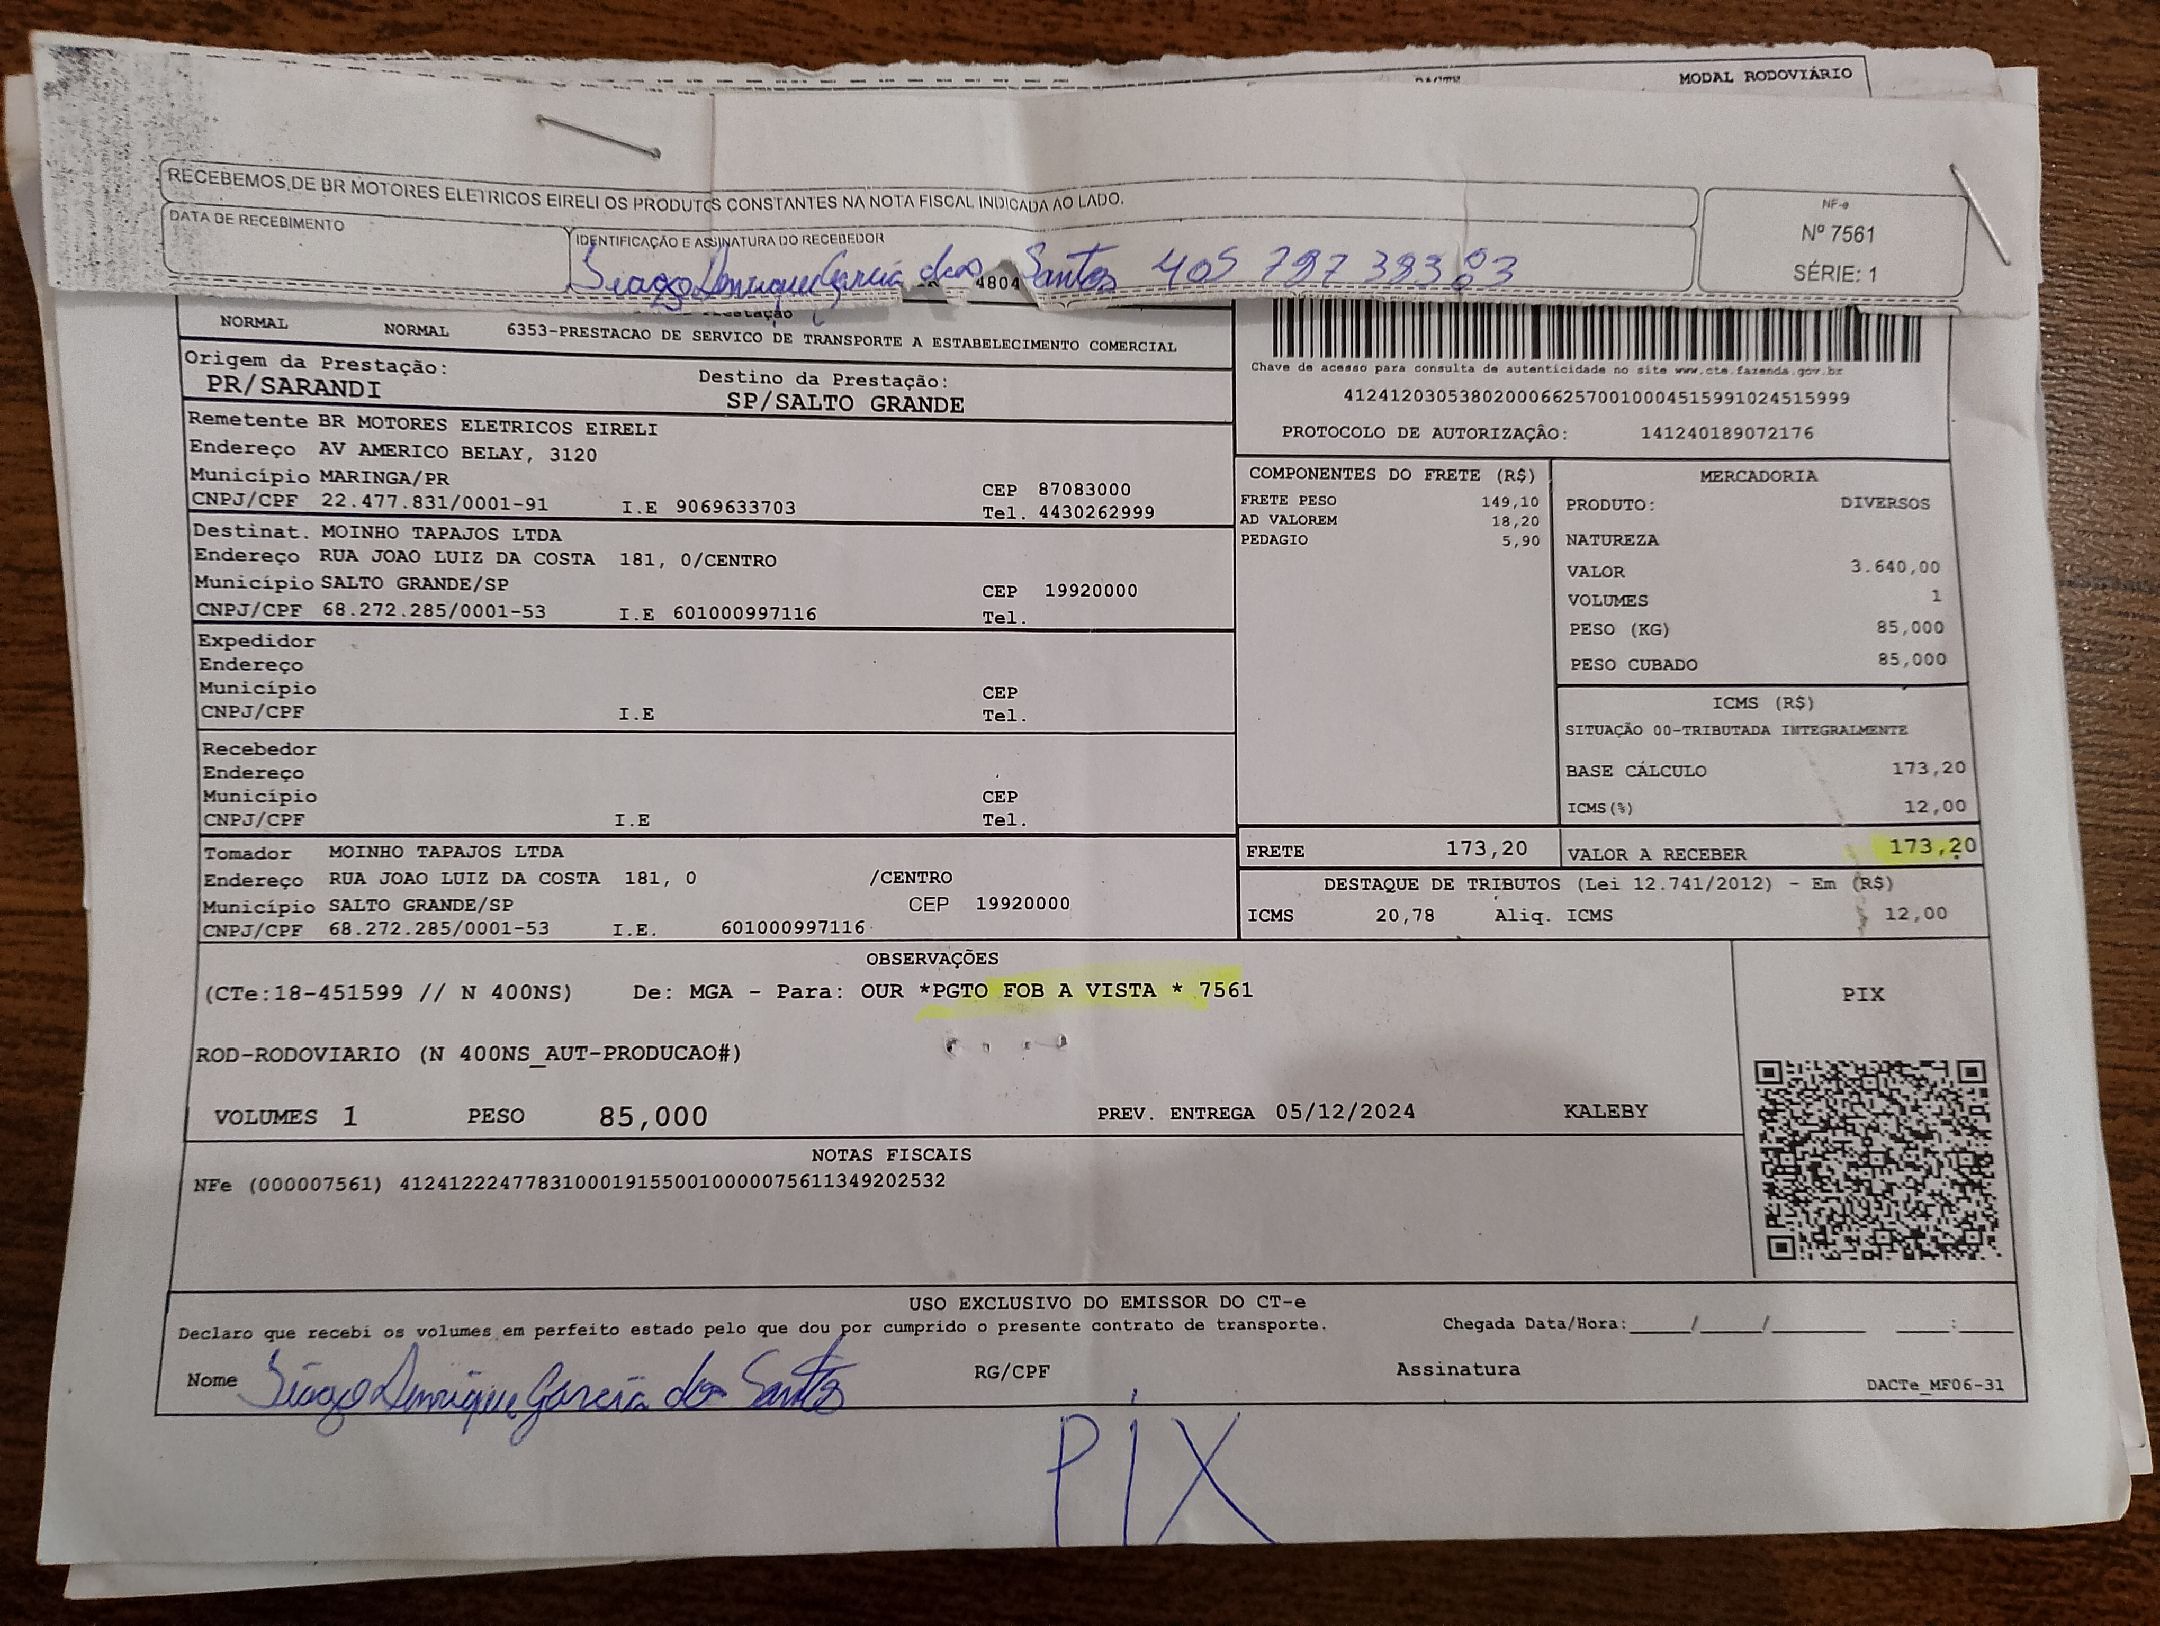 MODAL RODOVIÁRIO
RECEBEMOS DE BR MOTORES ELETRICOS EIRELI OS PRODUTOS CONSTANTES NA NOTA FISCAL INDICADA AO LADO.
DATA DE RECEBIMENTO
IDENTIFICAÇÃO E ASSINATURA DO RECEBEDOR
Garcia dos Santos 405 797 383
NF-e
Nº 7561
SÉRIE: 1
4804
NORMAL NORMAL 6353-PRESTACAO DE SERVICO DE TRANSPORTE A ESTABELECIMENTO COMERCIAL
Origem da Prestação:
PR/SARANDI
Destino da Prestação:
SP/SALTO GRANDE
Chave de acesso para consulta de autenticidade no site www.cte.fazenda.gov.br
41241203053802000662570010004515991024515999
PROTOCOLO DE AUTORIZAÇÃO: 141240189072176
Remetente BR MOTORES ELETRICOS EIRELI
Endereço AV AMERICO BELAY, 3120
Município MARINGA/PR CEP 87083000
CNPJ/CPF 22.477.831/0001-91 I.E 9069633703 Tel. 4430262999
Destinat. MOINHO TAPAJOS LTDA
Endereço RUA JOAO LUIZ DA COSTA 181, 0/CENTRO
Município SALTO GRANDE/SP CEP 19920000
CNPJ/CPF 68.272.285/0001-53 I.E 601000997116 Tel.
Expedidor
Endereço
Município CEP
CNPJ/CPF I.E Tel.
Recebedor
Endereço
Município CEP
CNPJ/CPF I.E Tel.
Tomador MOINHO TAPAJOS LTDA
Endereço RUA JOAO LUIZ DA COSTA 181, 0 /CENTRO
Município SALTO GRANDE/SP CEP 19920000
CNPJ/CPF 68.272.285/0001-53 I.E. 601000997116
COMPONENTES DO FRETE (R$)
FRETE PESO 149,10
AD VALOREM 18,20
PEDAGIO 5,90
MERCADORIA
PRODUTO: DIVERSOS
NATUREZA
VALOR 3.640,00
VOLUMES 1
PESO (KG) 85,000
PESO CUBADO 85,000
ICMS (R$)
SITUAÇÃO 00-TRIBUTADA INTEGRALMENTE
BASE CÁLCULO 173,20
ICMS(%) 12,00
FRETE 173,20 VALOR A RECEBER 173,20
DESTAQUE DE TRIBUTOS (Lei 12.741/2012) - Em (R$)
ICMS 20,78 Aliq. ICMS 12,00
OBSERVAÇÕES
(CTe:18-451599 // N 400NS) De: MGA - Para: OUR *PGTO FOB A VISTA * 7561
ROD-RODOVIARIO (N 400NS_AUT-PRODUCAO#)
VOLUMES 1 PESO 85,000 PREV. ENTREGA 05/12/2024 KALEBY
PIX
NOTAS FISCAIS
NFe (000007561) 41241222477831000191550010000075611349202532
USO EXCLUSIVO DO EMISSOR DO CT-e
Declaro que recebi os volumes em perfeito estado pelo que dou por cumprido o presente contrato de transporte. Chegada Data/Hora:_____/_____/_______ ____:____
Nome Henrique Garcia dos Santos RG/CPF Assinatura
DACTe_MF06-31
PIX